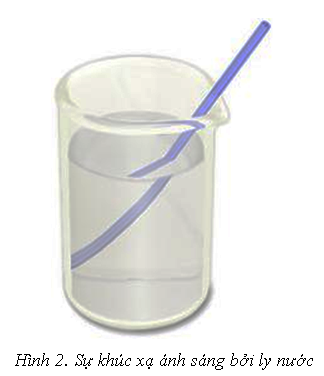 Hình 2. Sự khúc xạ ánh sáng bởi ly nước